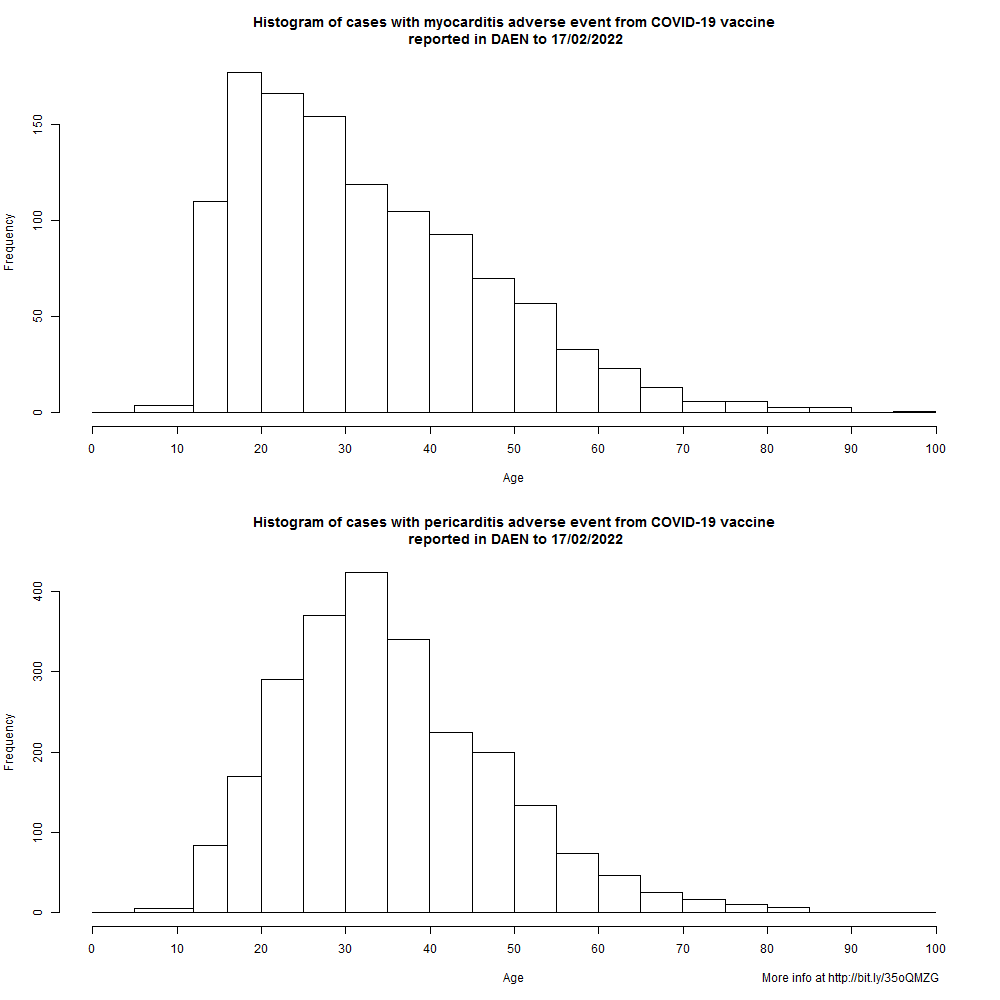 Histogram of cases with myocarditis adverse event from COVID-19 vaccine
reported in DAEN to 17/02/2022
Frequency
150
100
50
0
0 10 20 30 40 50 60 70 80 90 100
Age
Histogram of cases with pericarditis adverse event from COVID-19 vaccine
reported in DAEN to 17/02/2022
Frequency
400
300
200
100
0
0 10 20 30 40 50 60 70 80 90 100
Age
More info at http://bit.ly/35oQMZG